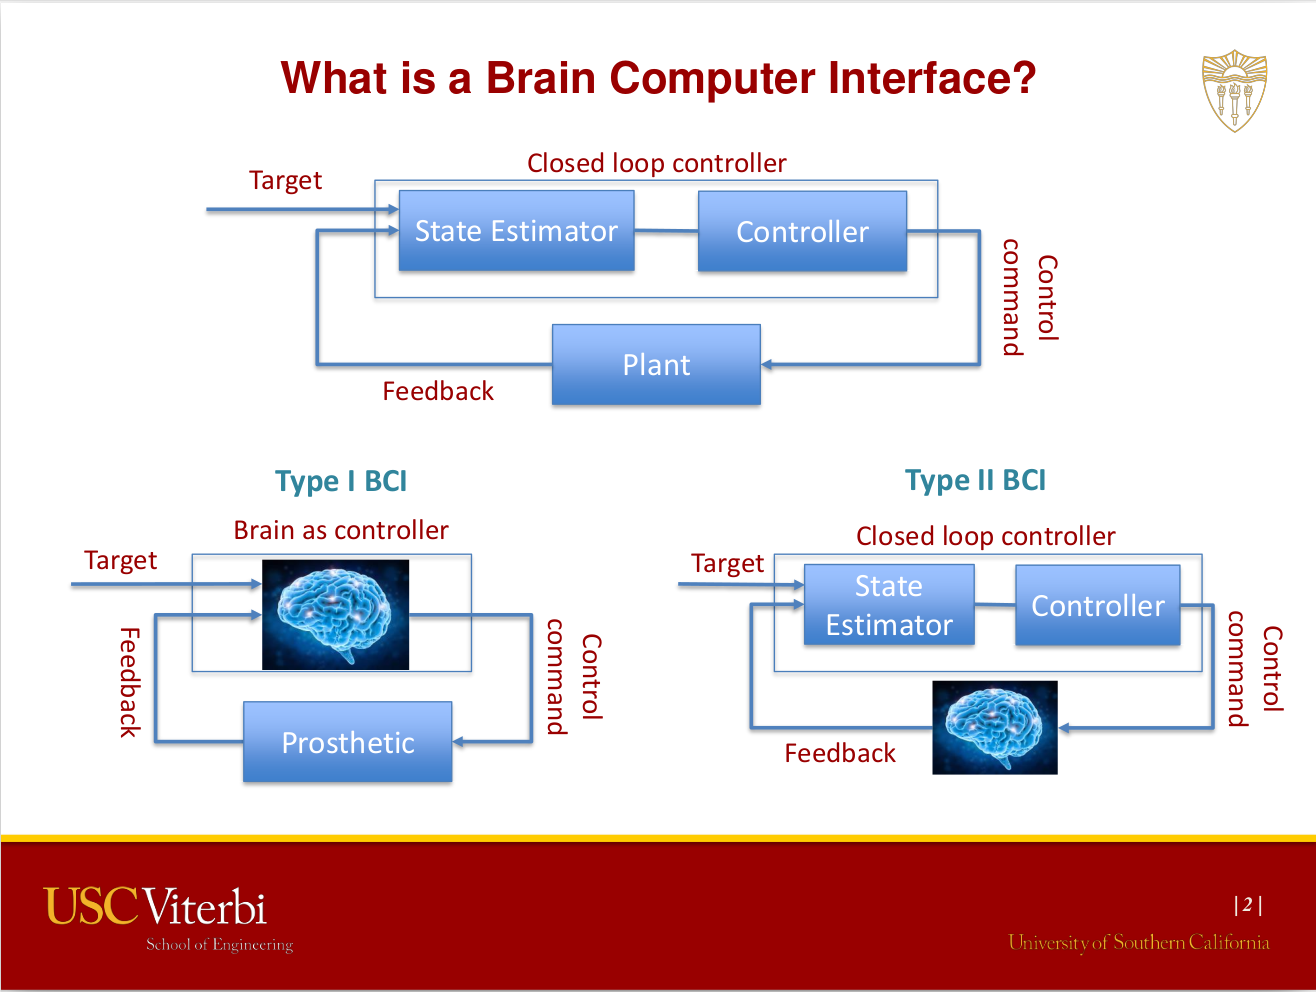 What is a Brain Computer Interface?
Closed loop controller
Target
State Estimator
Controller
Control
command
Plant
Feedback
Type I BCI
Brain as controller
Target
Feedback
Control
command
Prosthetic
Type II BCI
Closed loop controller
Target
State
Estimator
Controller
Control
command
Feedback
USC Viterbi
School of Engineering
|2|
University of Southern California